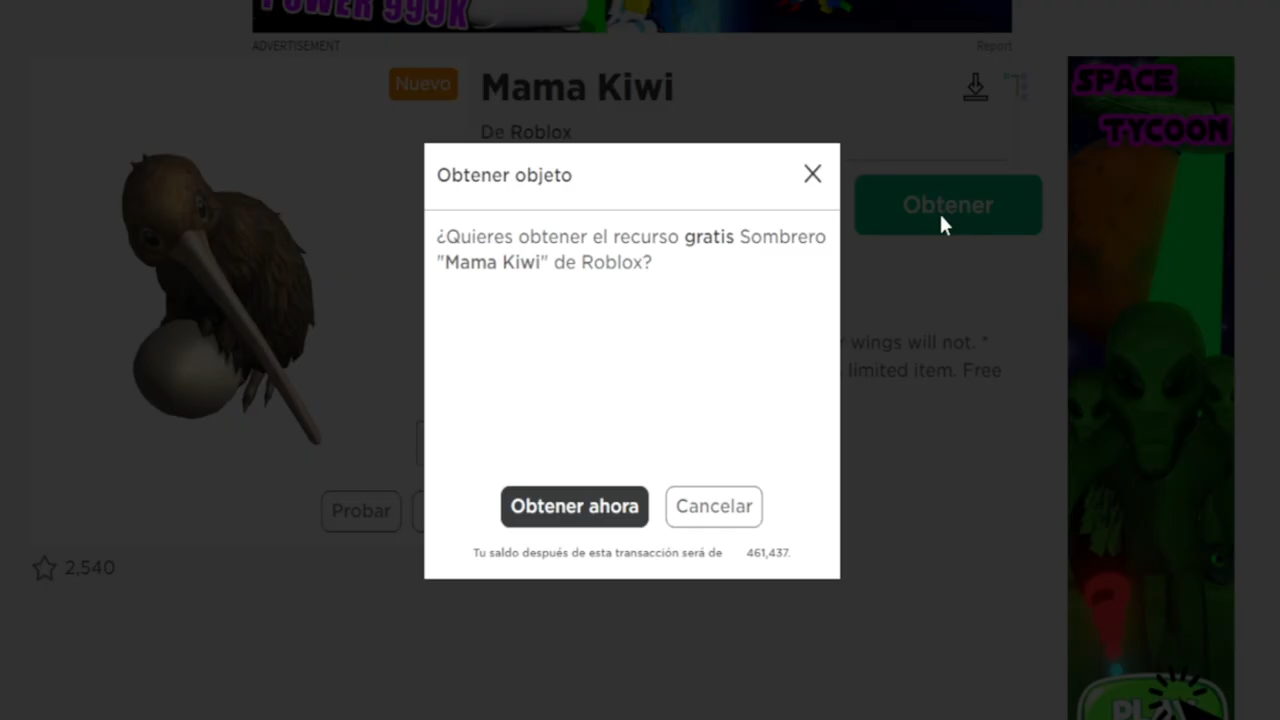 POWER 999K
ADVERTISEMENT
Report
Nuevo
Mama Kiwi
De Roblox
Obtener
Obtener objeto
¿Quieres obtener el recurso gratis Sombrero
"Mama Kiwi" de Roblox?
wings will not. *
limited item. Free
Obtener ahora
Cancelar
Tu saldo después de esta transacción será de 461,437.
Probar
2,540
SPACE
TYCOON